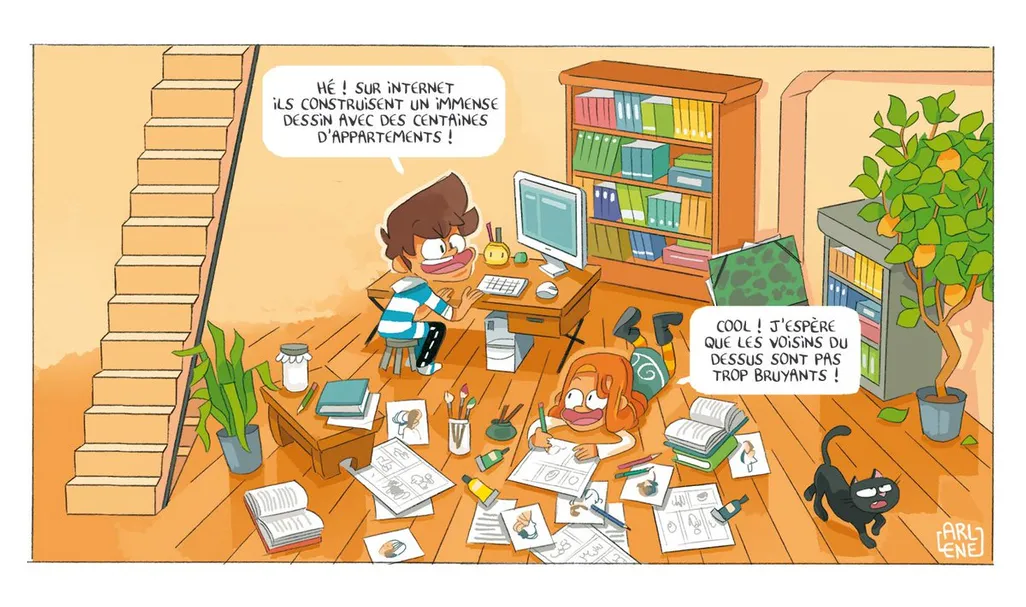 HÉ ! SUR INTERNET
ILS CONSTRUISENT UN IMMENSE
DESSIN AVEC DES CENTAINES
D'APPARTEMENTS !
COOL ! J'ESPÈRE
QUE LES VOISINS DU
DESSUS SONT PAS
TROP BRUYANTS !
[ARL
ENE]